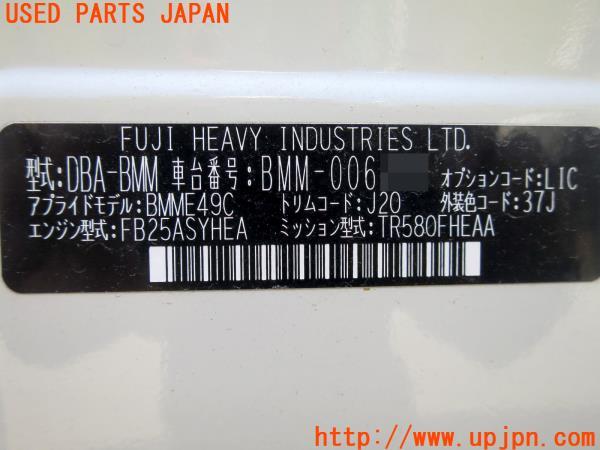 USED PARTS JAPAN
FUJI HEAVY INDUSTRIES LTD.
型式:DBA-BMM 車台番号:BMM-006 オプションコード:LIC
アプライドモデル:BMME49C トリムコード:J20 外装色コード:37J
エンジン型式:FB25ASYHEA ミッション型式:TR580FHEAA
http://www.upjpn.com/